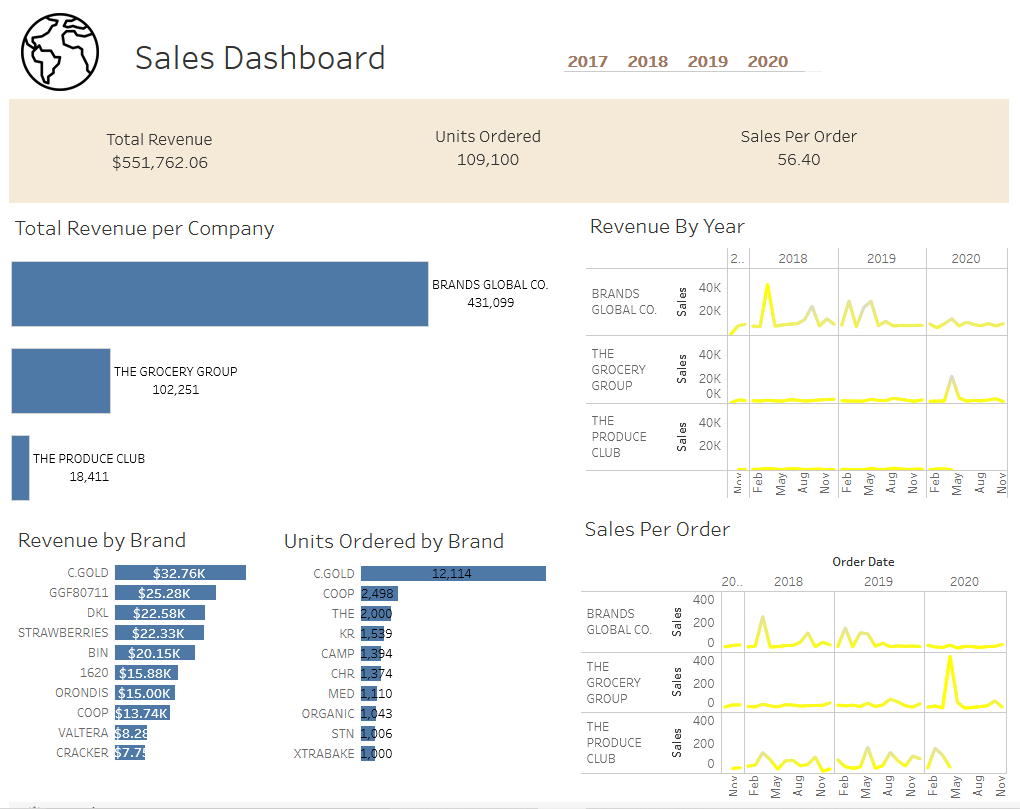 Sales Dashboard
2017 2018 2019 2020
Total Revenue
$551,762.06
Units Ordered
109,100
Sales Per Order
56.40
Total Revenue per Company
BRANDS GLOBAL CO.
431,099
THE GROCERY GROUP
102,251
THE PRODUCE CLUB
18,411
Revenue By Year
2.. 2018 2019 2020
BRANDS
GLOBAL CO.
Sales
40K
20K
THE
GROCERY
GROUP
Sales
40K
20K
0K
THE
PRODUCE
CLUB
Sales
40K
20K
Nov Feb May Aug Nov Feb May Aug Nov Feb May Aug Nov
Revenue by Brand
C.GOLD $32.76K
GGF80711 $25.28K
DKL $22.58K
STRAWBERRIES $22.33K
BIN $20.15K
1620 $15.88K
ORONDIS $15.00K
COOP $13.74K
VALTERA $8.28
CRACKER $7.75
Units Ordered by Brand
C.GOLD 12,114
COOP 2,498
THE 2,000
KR 1,539
CAMP 1,394
CHR 1,374
MED 1,110
ORGANIC 1,043
STN 1,006
XTRABAKE 1,000
Sales Per Order
Order Date
20.. 2018 2019 2020
BRANDS
GLOBAL CO.
Sales
400
200
0
THE
GROCERY
GROUP
Sales
400
200
0
THE
PRODUCE
CLUB
Sales
400
200
0
Nov Feb May Aug Nov Feb May Aug Nov Feb May Aug Nov